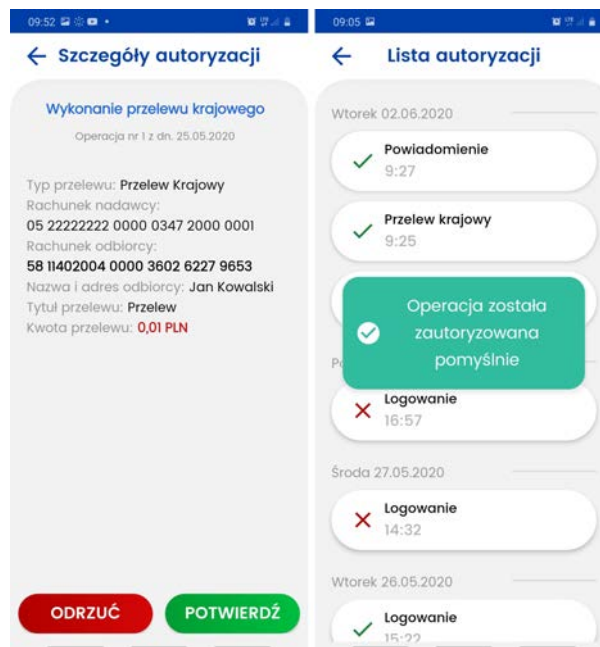 09:52
Szczegóły autoryzacji
Wykonanie przelewu krajowego
Operacja nr 1 z dn. 25.05.2020
Typ przelewu: Przelew Krajowy
Rachunek nadawcy:
05 22222222 0000 0347 2000 0001
Rachunek odbiorcy:
58 11402004 0000 3602 6227 9653
Nazwa i adres odbiorcy: Jan Kowalski
Tytuł przelewu: Przelew
Kwota przelewu: 0,01 PLN
ODRZUĆ
POTWIERDŹ
09:05
Lista autoryzacji
Wtorek 02.06.2020
Powiadomienie
9:27
Przelew krajowy
9:25
Operacja została
zautoryzowana
pomyślnie
Logowanie
16:57
Środa 27.05.2020
Logowanie
14:32
Wtorek 26.05.2020
Logowanie
15:22